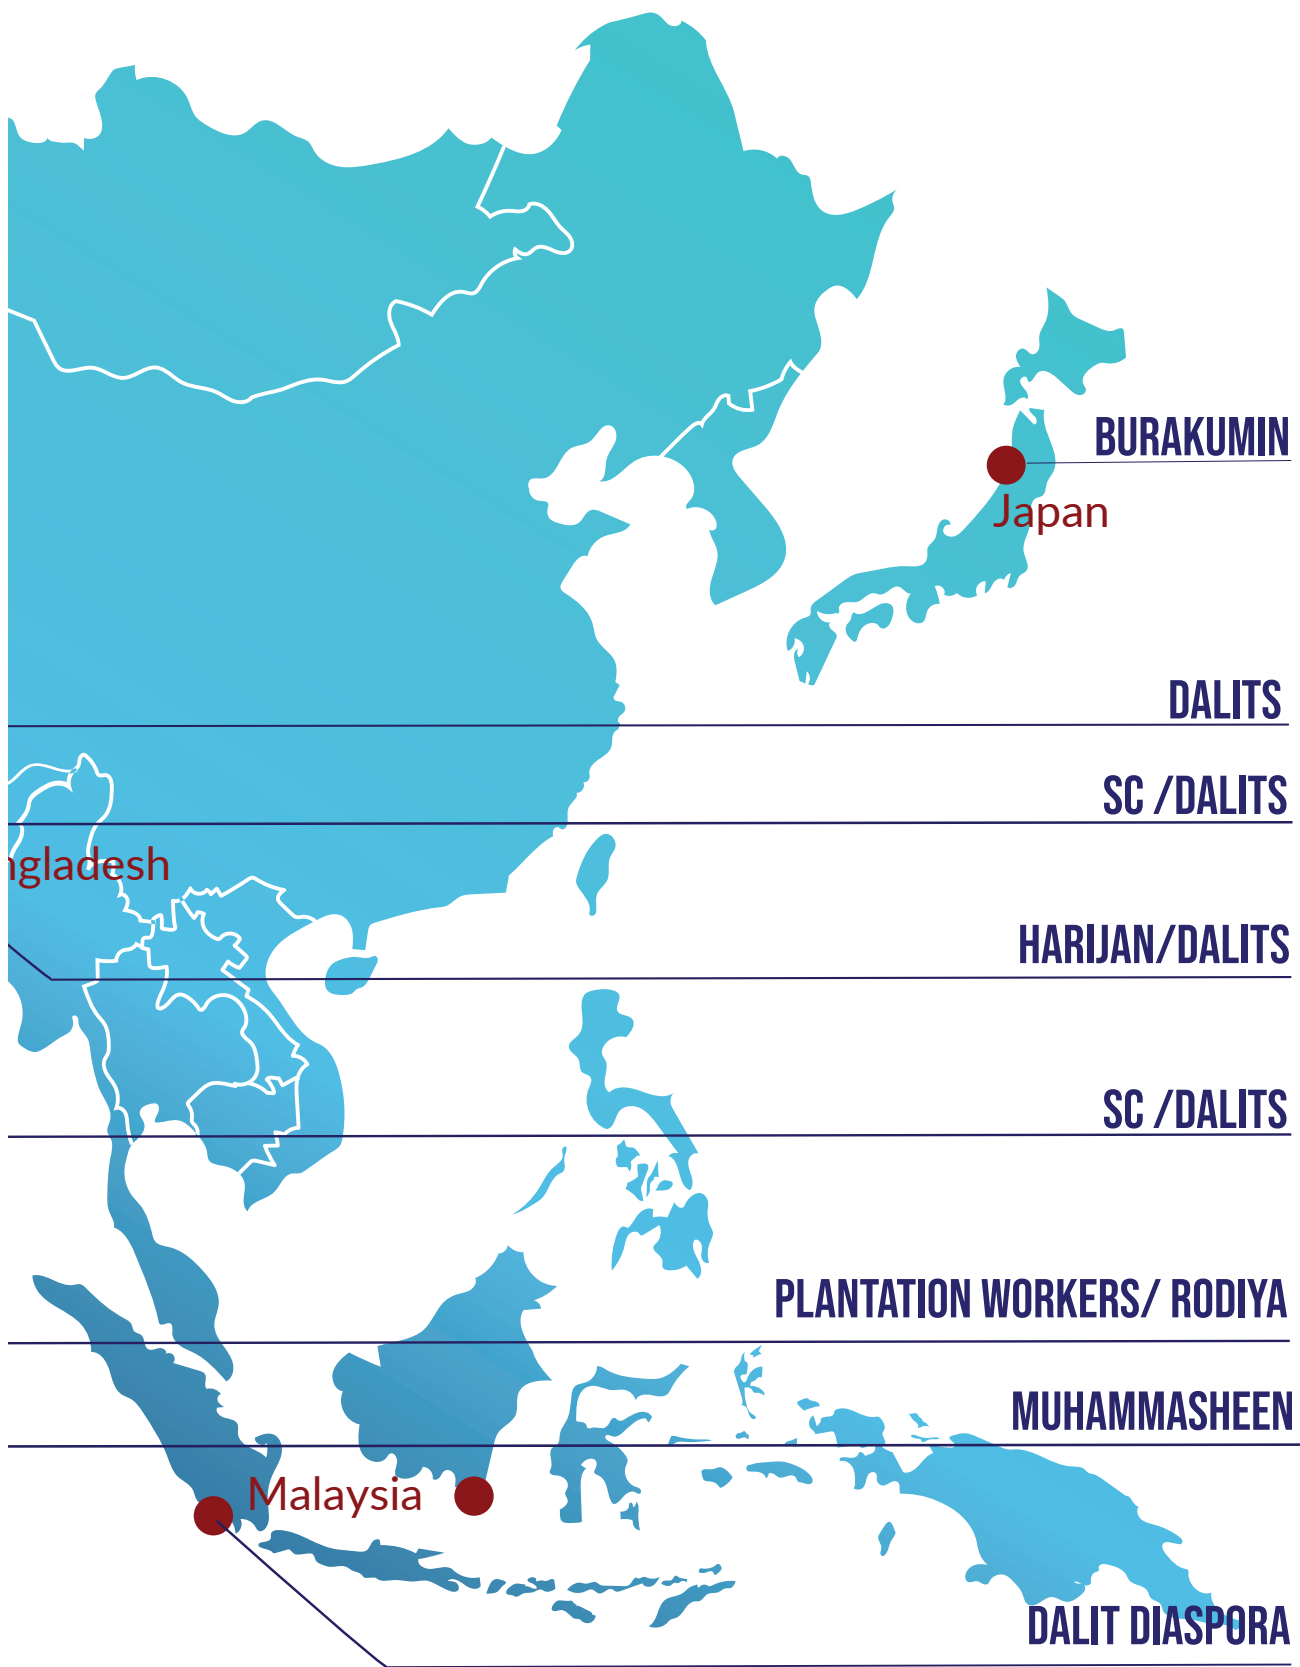 BURAKUMIN
Japan
DALITS
SC /DALITS
ngladesh
HARIJAN/DALITS
SC /DALITS
PLANTATION WORKERS/ RODIYA
MUHAMMASHEEN
Malaysia
DALIT DIASPORA